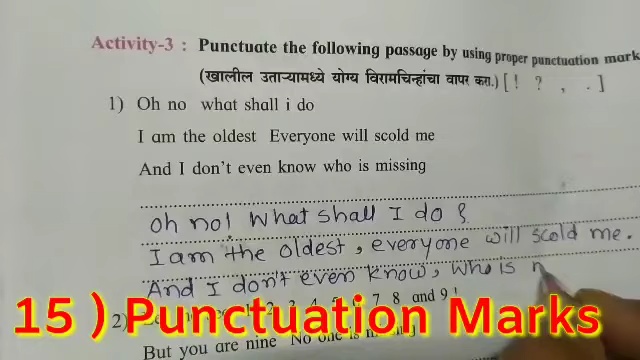 Activity-3 : Punctuate the following passage by using proper punctuation mark
(खालील उताऱ्यामध्ये योग्य विरामचिन्हांचा वापर करा.) [ ! ? , . ]
1) Oh no what shall i do
I am the oldest Everyone will scold me
And I don't even know who is missing
Oh no! What shall I do ?
I am the oldest, everyone will scold me.
And I don't even know, who is
2) 7, 8, and 9 !
15 ) Punctuation Marks
But you are nine No one is